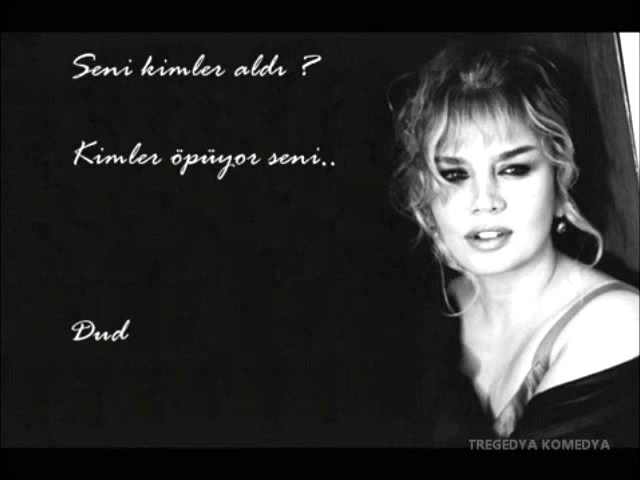 Seni kimler aldı ?
Kimler öpüyor seni..
Dud
TREGEDYA KOMEDYA